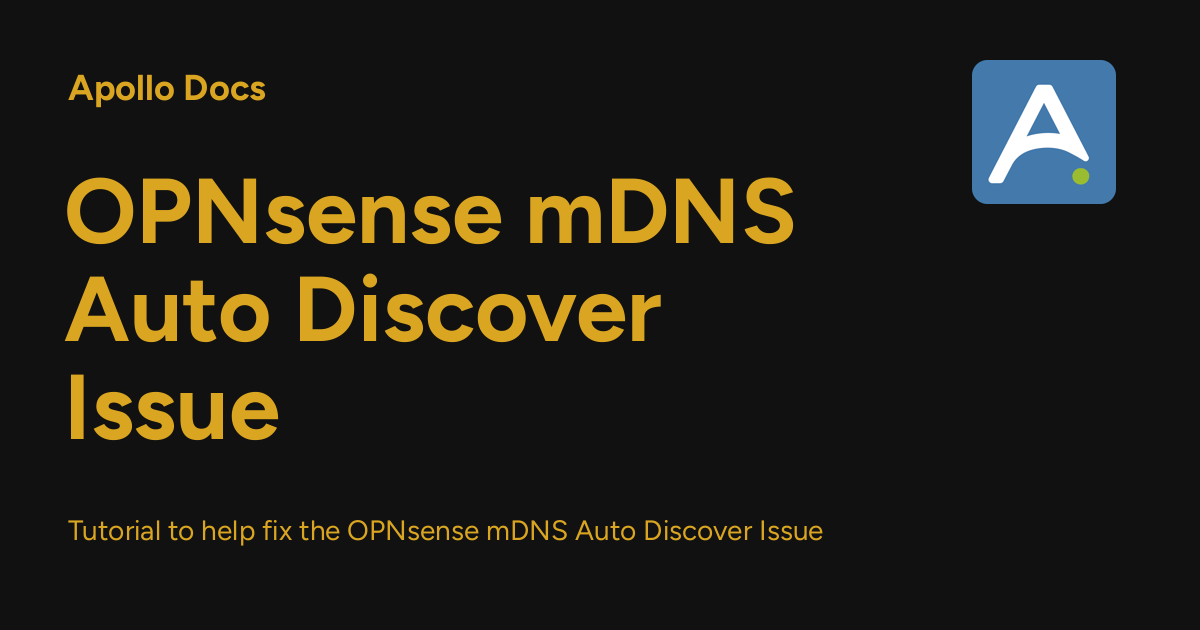 Apollo Docs
OPNsense mDNS
Auto Discover
Issue
Tutorial to help fix the OPNsense mDNS Auto Discover Issue